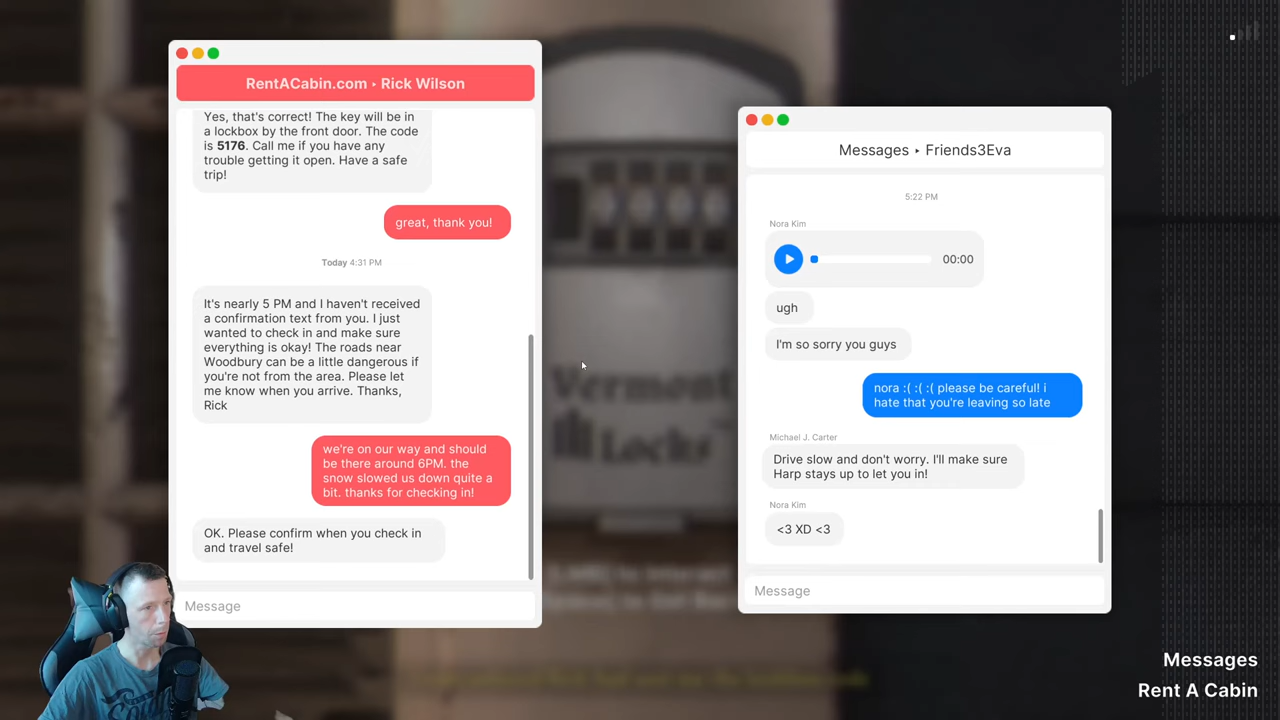 RentACabin.com ▸ Rick Wilson
Yes, that's correct! The key will be in
a lockbox by the front door. The code
is 5176. Call me if you have any
trouble getting it open. Have a safe
trip!
great, thank you!
Today 4:31 PM
It's nearly 5 PM and I haven't received
a confirmation text from you. I just
wanted to check in and make sure
everything is okay! The roads near
Woodbury can be a little dangerous if
you're not from the area. Please let
me know when you arrive. Thanks,
Rick
we're on our way and should
be there around 6PM. the
snow slowed us down quite a
bit. thanks for checking in!
OK. Please confirm when you check in
and travel safe!
Message
Messages ▸ Friends3Eva
5:22 PM
Nora Kim
00:00
ugh
I'm so sorry you guys
nora :( :( :( please be careful! i
hate that you're leaving so late
Michael J. Carter
Drive slow and don't worry. I'll make sure
Harp stays up to let you in!
Nora Kim
<3 XD <3
Message
Vermont
Locks
Messages
Rent A Cabin